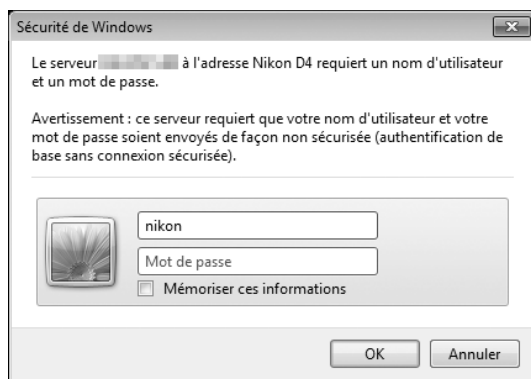 Sécurité de Windows
Le serveur à l'adresse Nikon D4 requiert un nom d'utilisateur
et un mot de passe.
Avertissement : ce serveur requiert que votre nom d'utilisateur et votre
mot de passe soient envoyés de façon non sécurisée (authentification de
base sans connexion sécurisée).
nikon
Mot de passe
Mémoriser ces informations
OK
Annuler